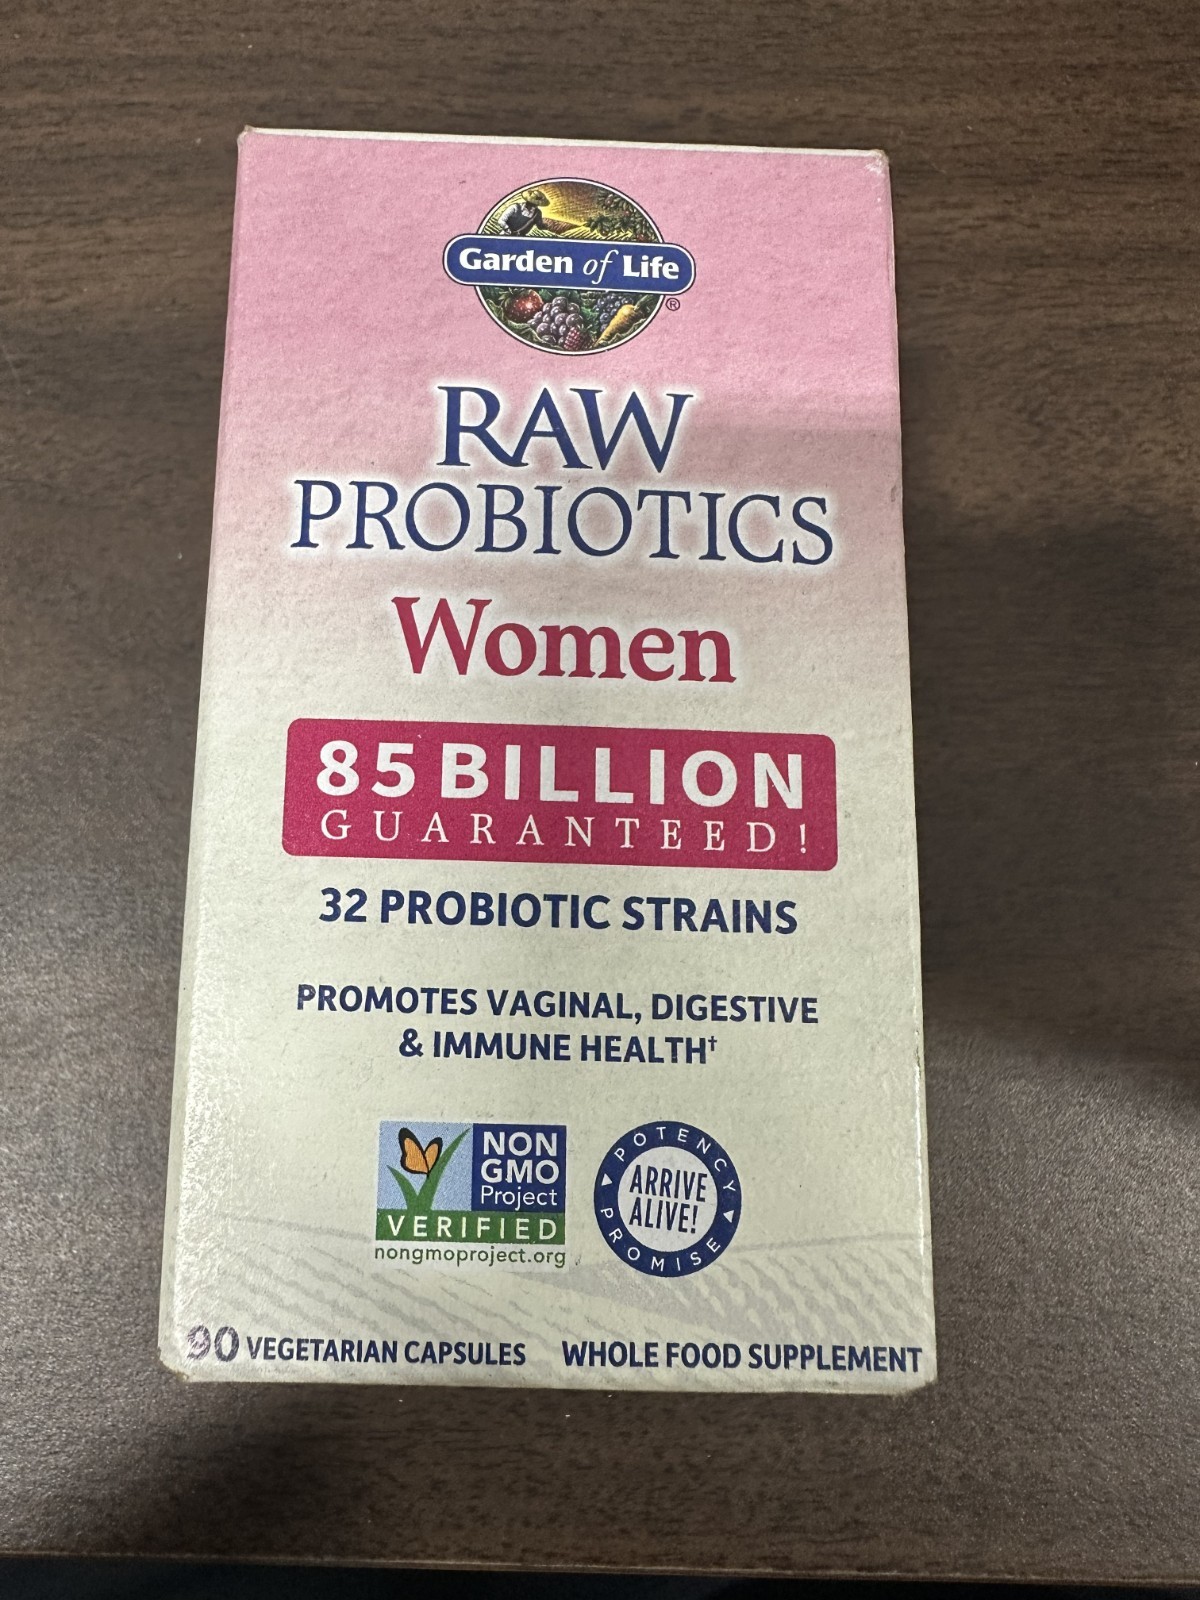 Garden of Life®
RAW
PROBIOTICS
Women
85 BILLION
GUARANTEED!
32 PROBIOTIC STRAINS
PROMOTES VAGINAL, DIGESTIVE
& IMMUNE HEALTH†
NON
GMO
Project
VERIFIED
nongmoproject.org
POTENCY
ARRIVE
ALIVE!
PROMISE
90 VEGETARIAN CAPSULES WHOLE FOOD SUPPLEMENT